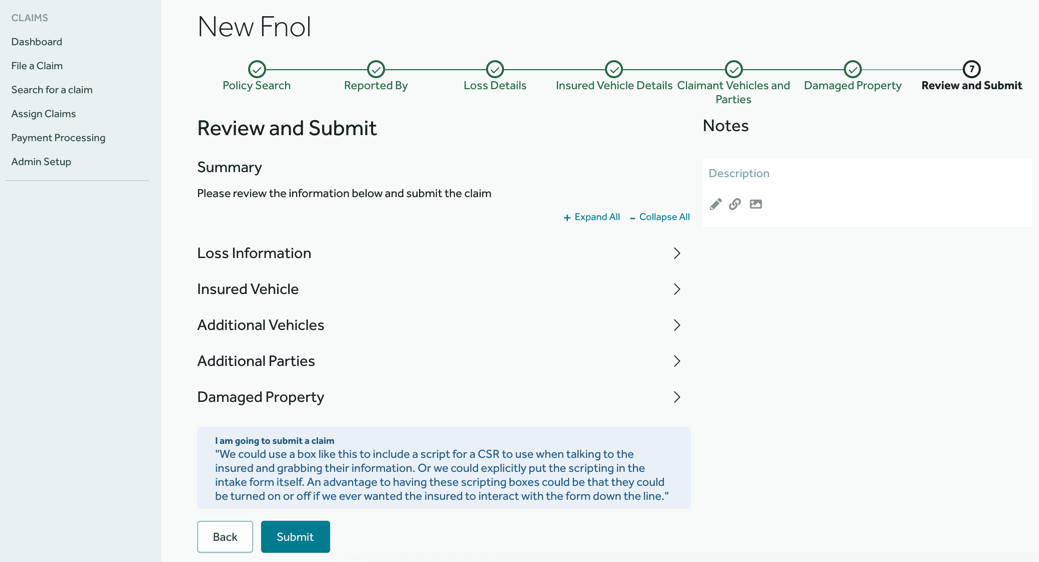 CLAIMS
Dashboard
File a Claim
Search for a claim
Assign Claims
Payment Processing
Admin Setup
New Fnol
Policy Search
Reported By
Loss Details
Insured Vehicle Details
Claimant Vehicles and
Parties
Damaged Property
7
Review and Submit
Review and Submit
Summary
Please review the information below and submit the claim
+ Expand All - Collapse All
Loss Information
Insured Vehicle
Additional Vehicles
Additional Parties
Damaged Property
I am going to submit a claim
"We could use a box like this to include a script for a CSR to use when talking to the
insured and grabbing their information. Or we could explicitly put the scripting in the
intake form itself. An advantage to having these scripting boxes could be that they could
be turned on or off if we ever wanted the insured to interact with the form down the line."
Back
Submit
Notes
Description